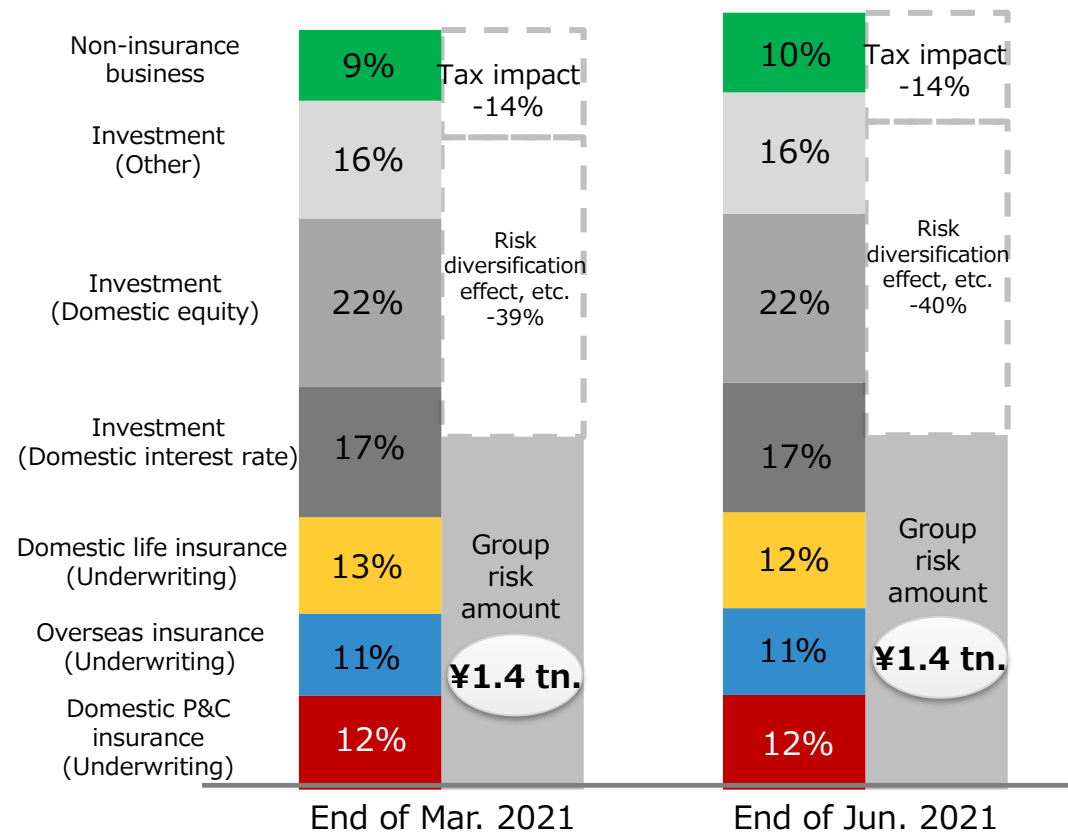 Non-insurance
business
9%
Tax impact
-14%
10%
Tax impact
-14%
Investment
(Other)
16%
16%
Investment
(Domestic equity)
22%
Risk
diversification
effect, etc.
-39%
22%
Risk
diversification
effect, etc.
-40%
Investment
(Domestic interest rate)
17%
17%
Domestic life insurance
(Underwriting)
13%
Group
risk
amount
¥1.4 tn.
12%
Group
risk
amount
¥1.4 tn.
Overseas insurance
(Underwriting)
11%
11%
Domestic P&C
insurance
(Underwriting)
12%
12%
End of Mar. 2021
End of Jun. 2021